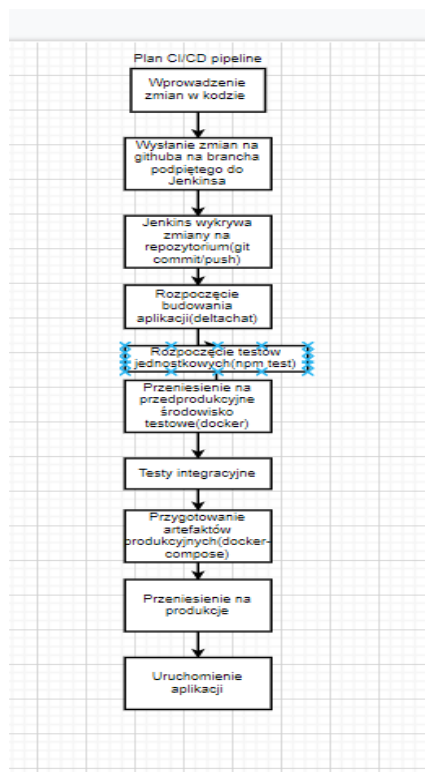 Plan CI/CD pipeline
Wprowadzenie
zmian w kodzie
Wysłanie zmian na
githuba na brancha
podpiętego do
Jenkinsa
Jenkins wykrywa
zmiany na
repozytorium(git
commit/push)
Rozpoczęcie
budowania
aplikacji(deltachat)
Rozpoczęcie testów
jednostkowych(npm test)
Przeniesienie na
przedprodukcyjne
środowisko
testowe(docker)
Testy integracyjne
Przygotowanie
artefaktów
produkcyjnych(docker-
compose)
Przeniesienie na
produkcje
Uruchomienie
aplikacji